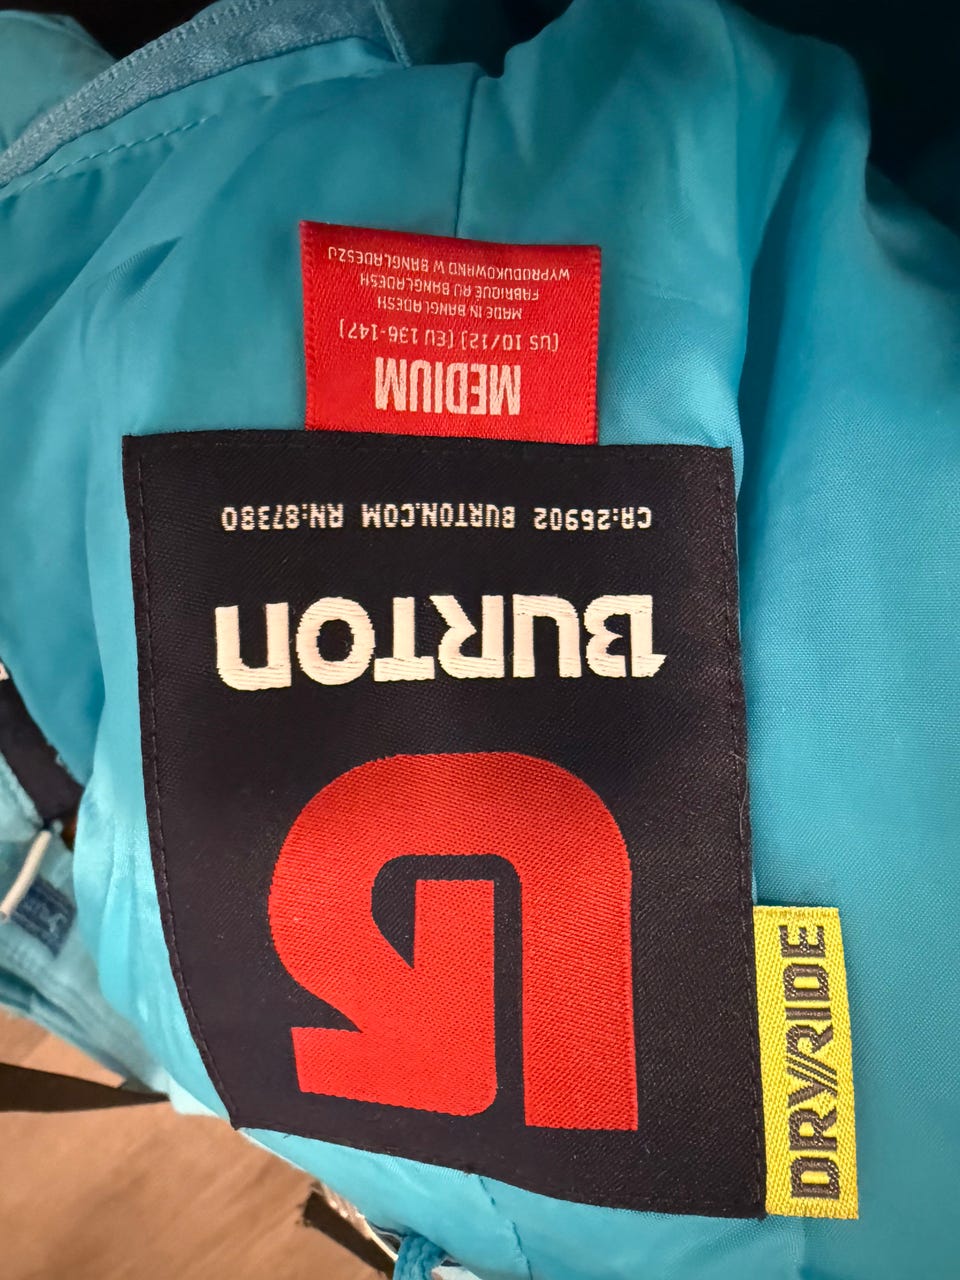 BURTON
CA:26902 BURTON.COM RN:87380
MEDIUM
(US 10/12) (EU 136-147)
MADE IN BANGLADESH
FABRIQUE AU BANGLADESH
WYPRODUKOWANO W BANGLADESZU
DRY/RIDE